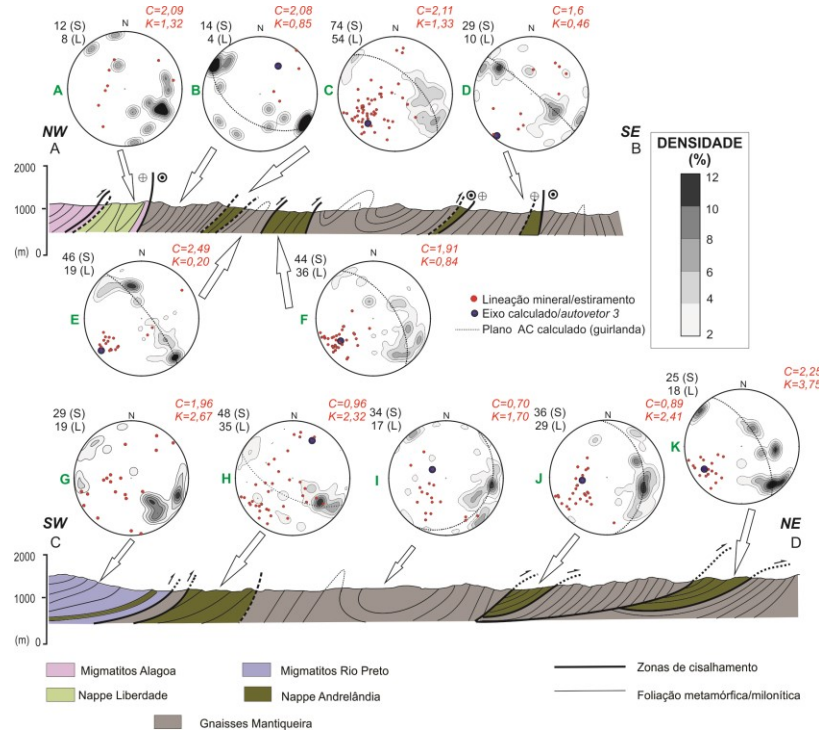 C=2,09
K=1,32
12 (S)
8 (L)
N
A
C=2,08
K=0,85
14 (S)
4 (L)
N
B
C=2,11
K=1,33
74 (S)
54 (L)
N
C
C=1,6
K=0,46
29 (S)
10 (L)
N
D
NW
A
SE
B
2000
1000
0
(m)
DENSIDADE
(%)
12
10
8
6
4
2
C=2,49
K=0,20
46 (S)
19 (L)
N
E
C=1,91
K=0,84
44 (S)
36 (L)
N
F
Lineação mineral/estiramento
Eixo calculado/autovetor 3
Plano AC calculado (guirlanda)
C=1,96
K=2,67
29 (S)
19 (L)
N
G
C=0,96
K=2,32
48 (S)
35 (L)
N
H
C=0,70
K=1,70
34 (S)
17 (L)
N
I
C=0,89
K=2,41
36 (S)
29 (L)
N
J
C=2,25
K=3,75
25 (S)
18 (L)
N
K
SW
C
NE
D
2000
1000
0
(m)
Migmatitos Alagoa
Migmatitos Rio Preto
Zonas de cisalhamento
Nappe Liberdade
Nappe Andrelândia
Foliação metamórfica/milonítica
Gnaisses Mantiqueira